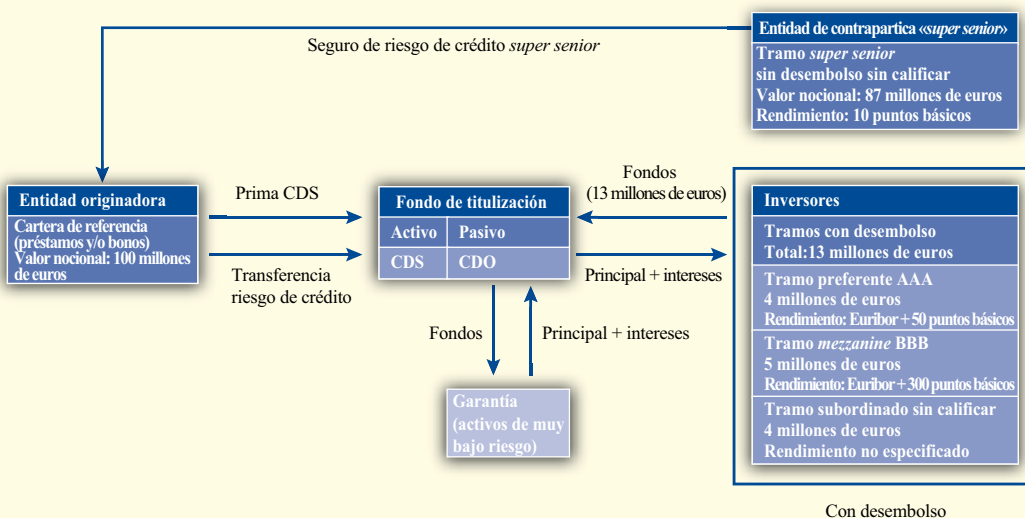 Entidad de contrapartica «super senior»
Tramo super senior
sin desembolso sin calificar
Valor nocional: 87 millones de euros
Rendimiento: 10 puntos básicos
Seguro de riesgo de crédito super senior
Entidad originadora
Cartera de referencia
(préstamos y/o bonos)
Valor nocional: 100 millones
de euros
Prima CDS
Transferencia
riesgo de crédito
Fondo de titulización
Activo Pasivo
CDS CDO
Fondos
(13 millones de euros)
Principal + intereses
Fondos
Principal + intereses
Garantía
(activos de muy
bajo riesgo)
Inversores
Tramos con desembolso
Total:13 millones de euros
Tramo preferente AAA
4 millones de euros
Rendimiento: Euribor + 50 puntos básicos
Tramo mezzanine BBB
5 millones de euros
Rendimiento: Euribor + 300 puntos básicos
Tramo subordinado sin calificar
4 millones de euros
Rendimiento no especificado
Con desembolso